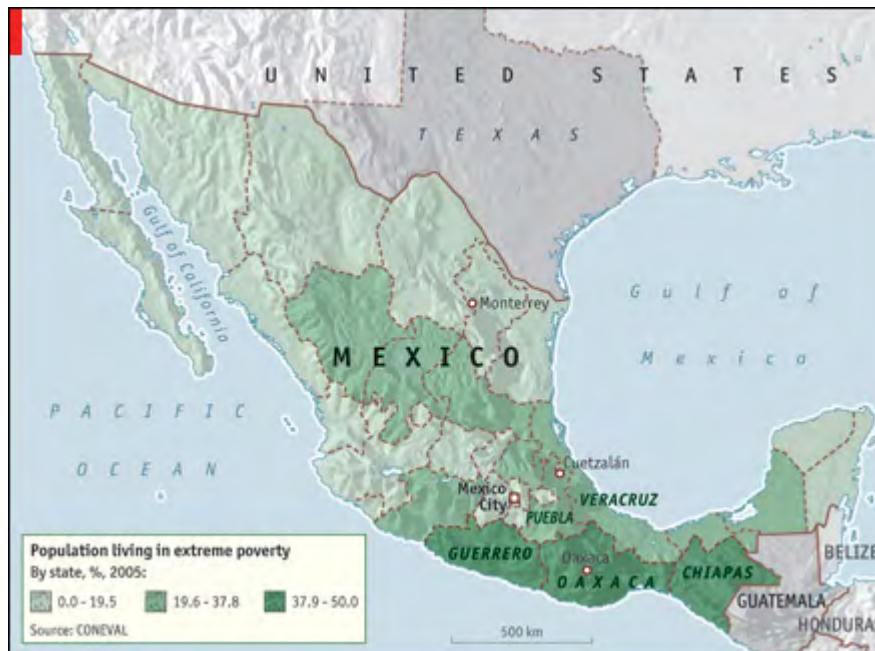 UNITED STATES
TEXAS
Gulf of California
Monterrey
Gulf of
Mexico
MEXICO
PACIFIC
OCEAN
Cuetzalán
Mexico
City
VERACRUZ
PUEBLA
GUERRERO
Oaxaca
OAXACA
CHIAPAS
BELIZE
GUATEMALA
HONDURA
Population living in extreme poverty
By state, %, 2005:
0.0 - 19.5
19.6 - 37.8
37.9 - 50.0
Source: CONEVAL
500 km